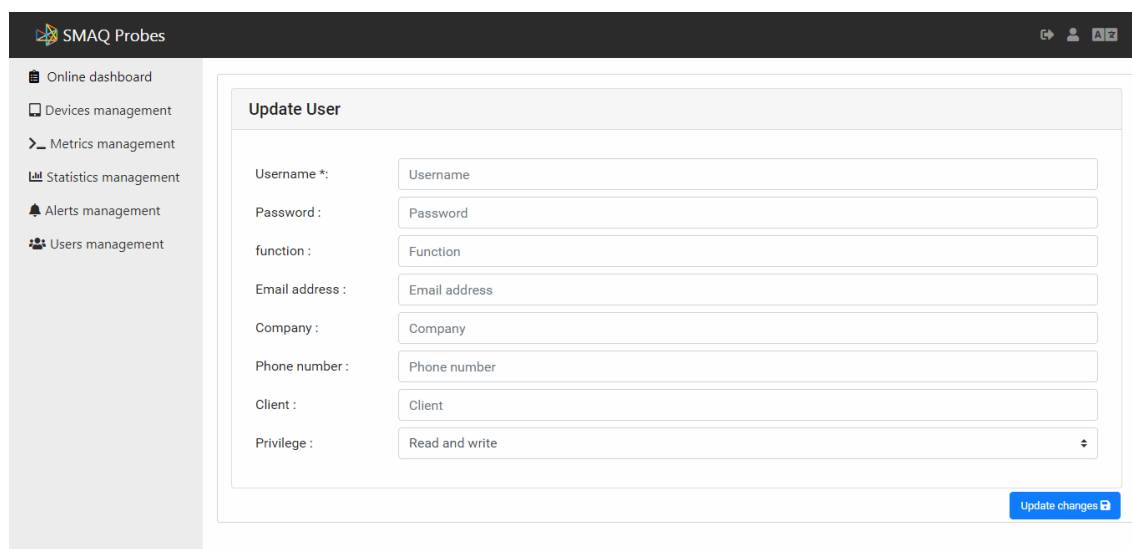 SMAQ Probes
Online dashboard
Devices management
Metrics management
Statistics management
Alerts management
Users management
Update User
Username *:
Username
Password :
Password
function :
Function
Email address :
Email address
Company :
Company
Phone number :
Phone number
Client :
Client
Privilege :
Read and write
Update changes